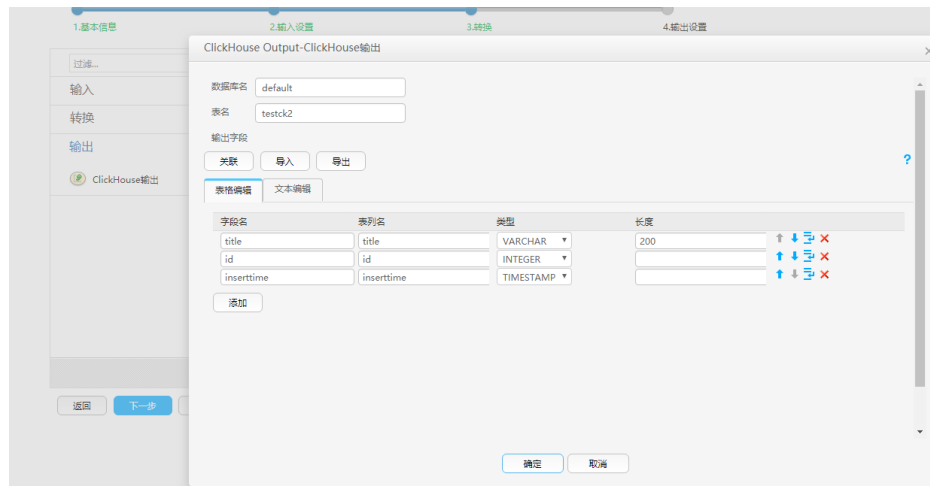 1.基本信息 2.输入设置 3.转换 4.输出设置
ClickHouse Output-ClickHouse输出
过滤...
输入
转换
输出
ClickHouse输出
数据库名 default
表名 testck2
输出字段
关联 导入 导出
?
表格编辑 文本编辑
字段名 表列名 类型 长度
title title VARCHAR 200
id id INTEGER
inserttime inserttime TIMESTAMP
添加
返回 下一步
确定 取消